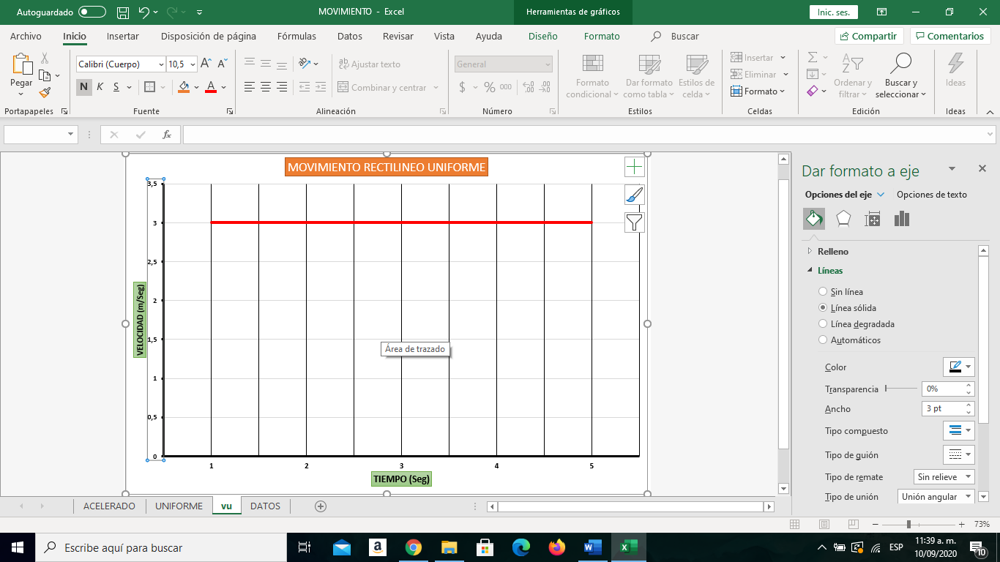 Autoguardado
MOVIMIENTO - Excel
Herramientas de gráficos
Inic. ses.
Archivo Inicio Insertar Disposición de página Fórmulas Datos Revisar Vista Ayuda Diseño Formato Buscar Compartir Comentarios
Pegar
Portapapeles
Calibri (Cuerpo) 10,5 A A
N K S A
Fuente
Ajustar texto
Combinar y centrar
Alineación
General
$ % 000
Número
Formato condicional
Dar formato como tabla
Estilos de celda
Estilos
Insertar
Eliminar
Formato
Celdas
Ordenar y filtrar
Buscar y seleccionar
Edición
Ideas
Ideas
fx
MOVIMIENTO RECTILINEO UNIFORME
3,5
3
2,5
2
1,5
1
0,5
0
VELOCIDAD (m/Seg)
Área de trazado
1 2 3 4 5
TIEMPO (Seg)
Dar formato a eje
Opciones del eje Opciones de texto
Relleno
Líneas
Sin línea
Línea sólida
Línea degradada
Automáticos
Color
Transparencia 0%
Ancho 3 pt
Tipo compuesto
Tipo de guión
Tipo de remate Sin relieve
Tipo de unión Unión angular
ACELERADO UNIFORME vu DATOS
73%
Escribe aquí para buscar
ESP
11:39 a. m.
10/09/2020
10